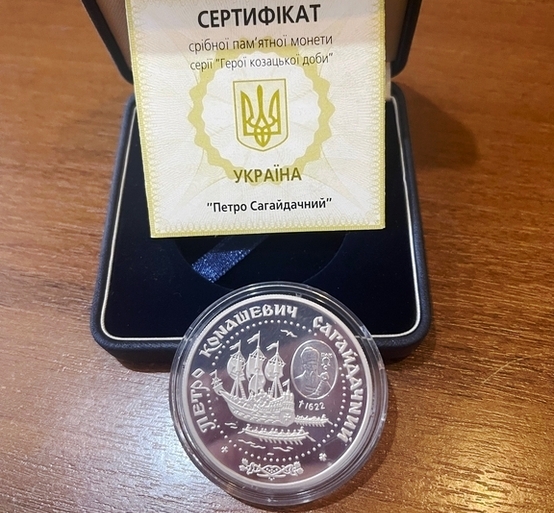 СЕРТИФІКАТ
срібної пам'ятної монети
серії "Герої козацької доби"
УКРАЇНА
"Петро Сагайдачний"
ПЕТРО КОНАШЕВИЧ САГАЙДАЧНИЙ
†1622